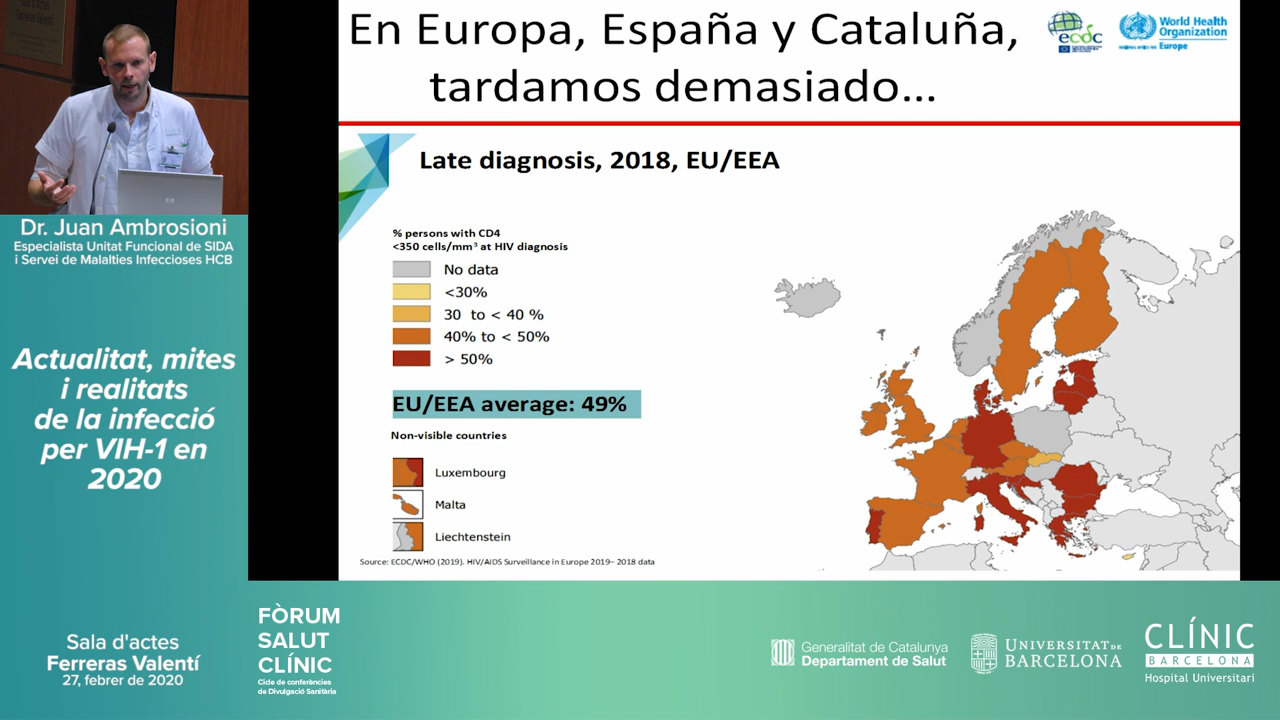 Dr. Juan Ambrosioni
Especialista Unitat Funcional de SIDA
i Servei de Malalties Infeccioses HCB
Actualitat, mites
i realitats
de la infecció
per VIH-1 en
2020
Sala d'actes
Ferreras Valentí
27, febrer de 2020
En Europa, España y Cataluña,
tardamos demasiado...
ecdc
World Health
Organization
Europe
Late diagnosis, 2018, EU/EEA
% persons with CD4
<350 cells/mm³ at HIV diagnosis
No data
<30%
30 to < 40 %
40% to < 50%
> 50%
EU/EEA average: 49%
Non-visible countries
Luxembourg
Malta
Liechtenstein
Source: ECDC/WHO (2019). HIV/AIDS Surveillance in Europe 2019– 2018 data
FÒRUM
SALUT
CLÍNIC
Cicle de conferències
de Divulgació Sanitària
Generalitat de Catalunya
Departament de Salut
UNIVERSITAT DE
BARCELONA
CLÍNIC
BARCELONA
Hospital Universitari